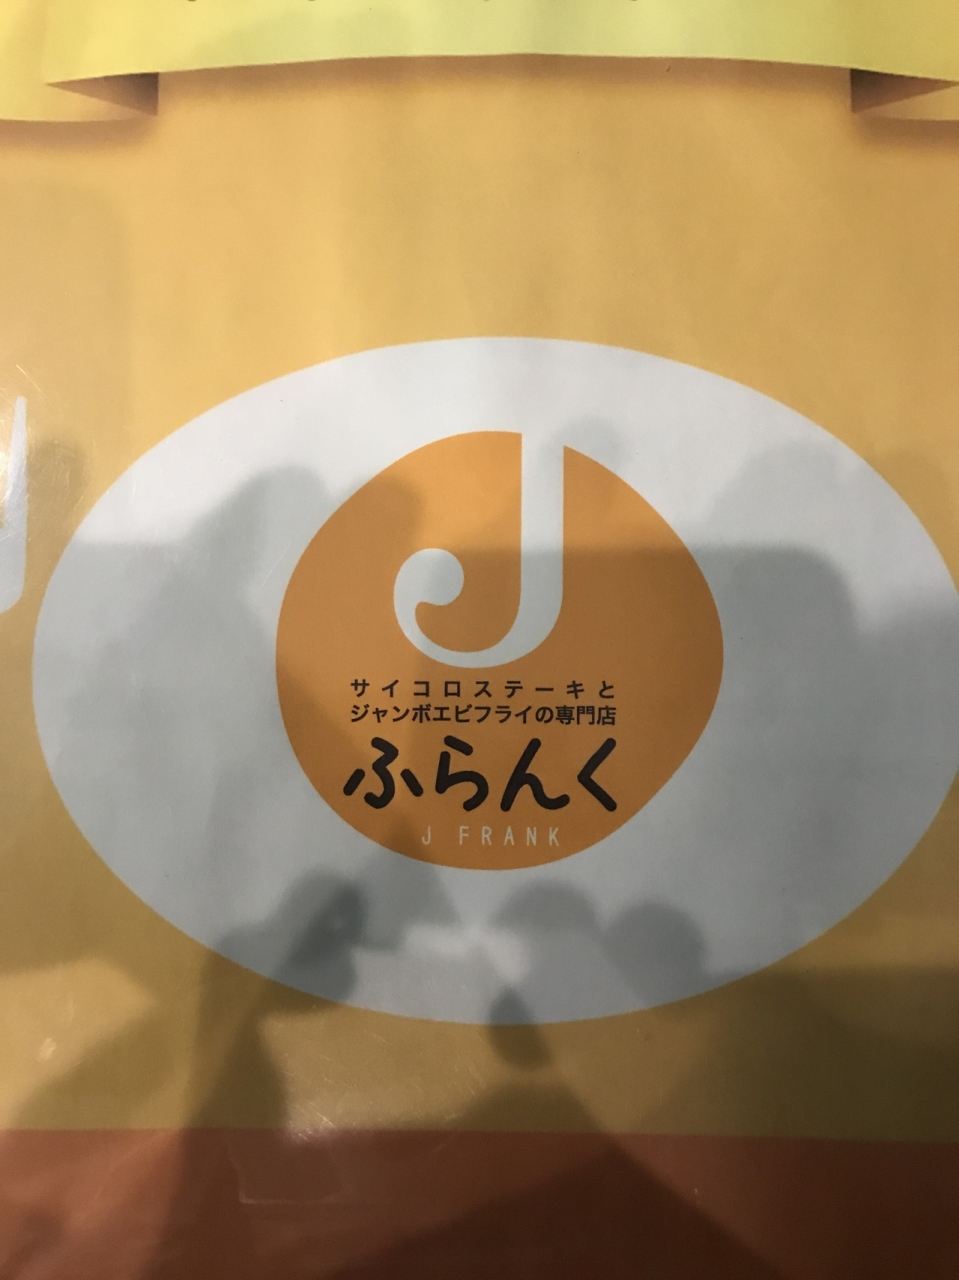 J
サイコロステーキと
ジャンボエビフライの専門店
ふらんく
J FRANK